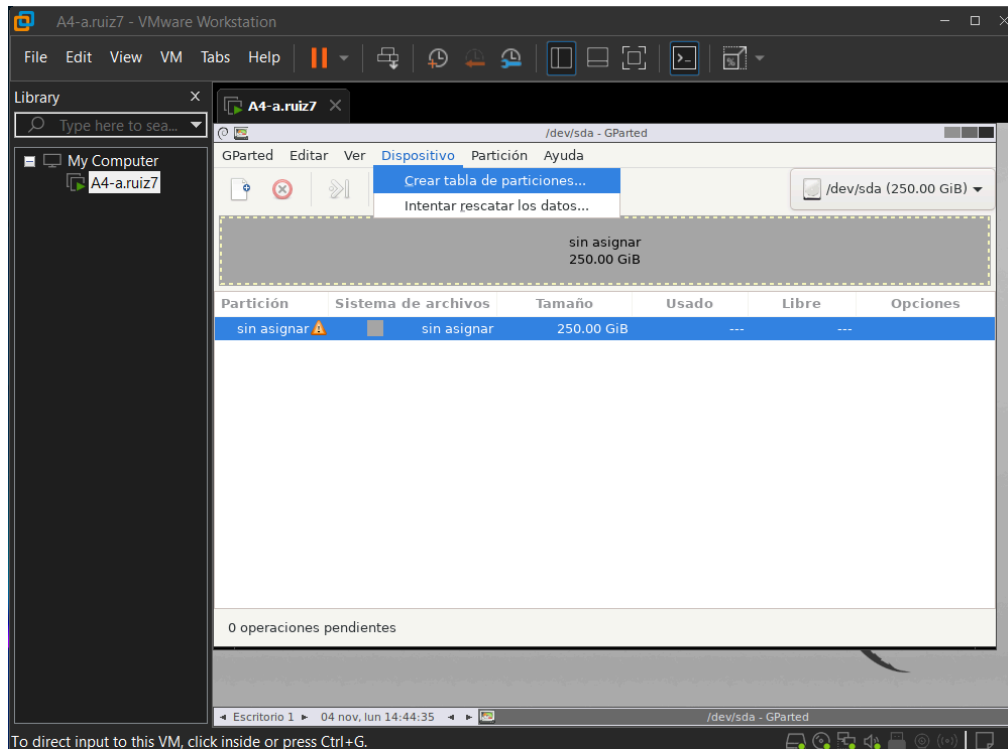 A4-a.ruiz7 - VMware Workstation
File Edit View VM Tabs Help
Library X
Type here to sea...
My Computer
A4-a.ruiz7
A4-a.ruiz7
/dev/sda - GParted
GParted Editar Ver Dispositivo Partición Ayuda
Crear tabla de particiones...
Intentar rescatar los datos...
/dev/sda (250.00 GiB)
sin asignar
250.00 GiB
Partición Sistema de archivos Tamaño Usado Libre Opciones
sin asignar sin asignar 250.00 GiB --- ---
0 operaciones pendientes
Escritorio 1 04 nov, lun 14:44:35 /dev/sda - GParted
To direct input to this VM, click inside or press Ctrl+G.